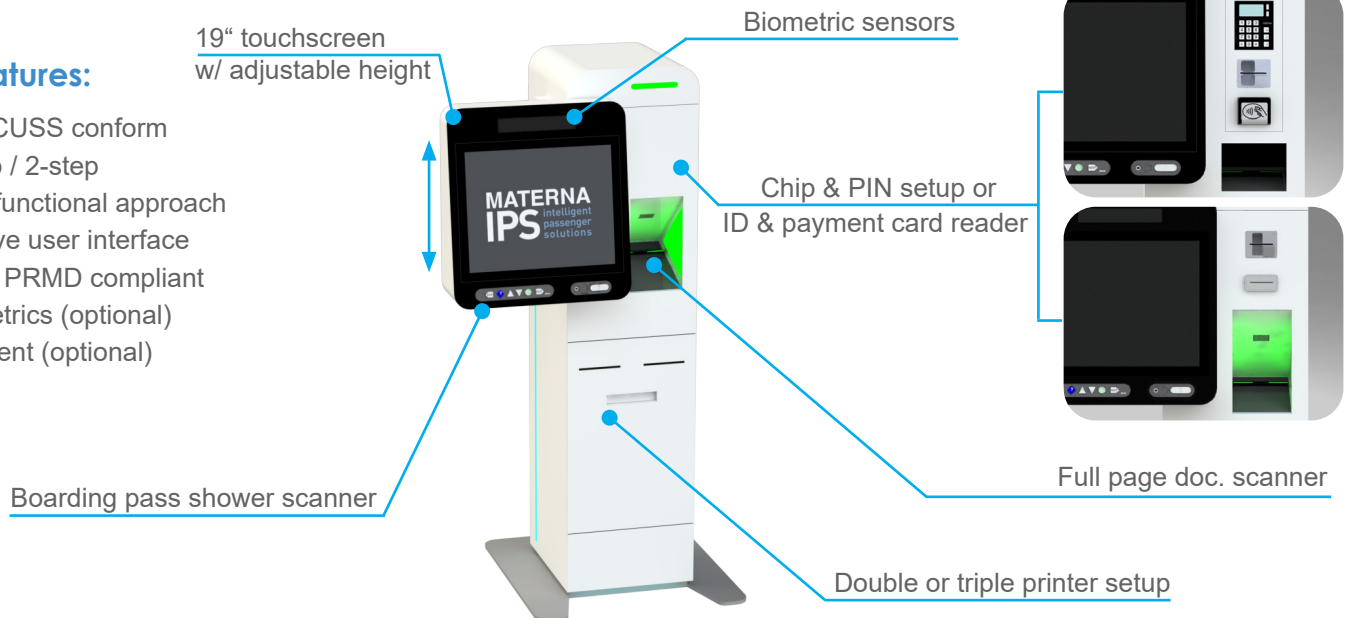 19“ touchscreen
w/ adjustable height
Biometric sensors
atures:
CUSS conform
/ 2-step
functional approach
ve user interface
PRMD compliant
etrics (optional)
ent (optional)
MATERNA
IPS intelligent
passenger
solutions
Chip & PIN setup or
ID & payment card reader
Boarding pass shower scanner
Full page doc. scanner
Double or triple printer setup